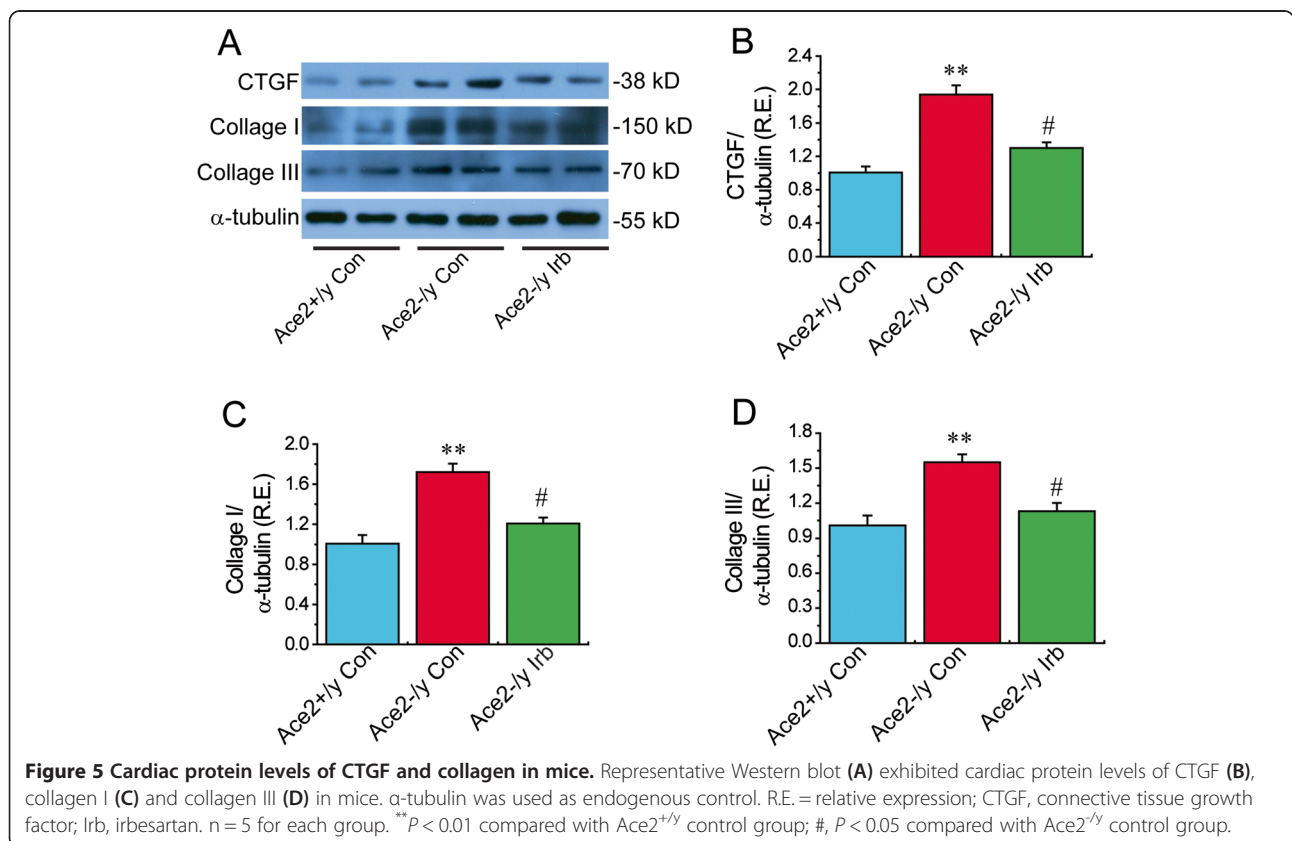 A
CTGF
-38 kD
Collage I
-150 kD
Collage III
-70 kD
α-tubulin
-55 kD
Ace2+/y Con
Ace2-/y Con
Ace2-/y Irb
B
CTGF/
α-tubulin (R.E.)
2.4
2.0
1.6
1.2
0.8
0.4
0.0
**
#
Ace2+/y Con
Ace2-/y Con
Ace2-/y Irb
C
Collage I/
α-tubulin (R.E.)
2.0
1.6
1.2
0.8
0.4
0.0
**
#
Ace2+/y Con
Ace2-/y Con
Ace2-/y Irb
D
Collage III/
α-tubulin (R.E.)
1.8
1.5
1.2
0.9
0.6
0.3
0.0
**
#
Ace2+/y Con
Ace2-/y Con
Ace2-/y Irb
Figure 5 Cardiac protein levels of CTGF and collagen in mice. Representative Western blot (A) exhibited cardiac protein levels of CTGF (B),
collagen I (C) and collagen III (D) in mice. α-tubulin was used as endogenous control. R.E. = relative expression; CTGF, connective tissue growth
factor; Irb, irbesartan. n = 5 for each group. **P < 0.01 compared with Ace2+/y control group; #, P < 0.05 compared with Ace2-/y control group.